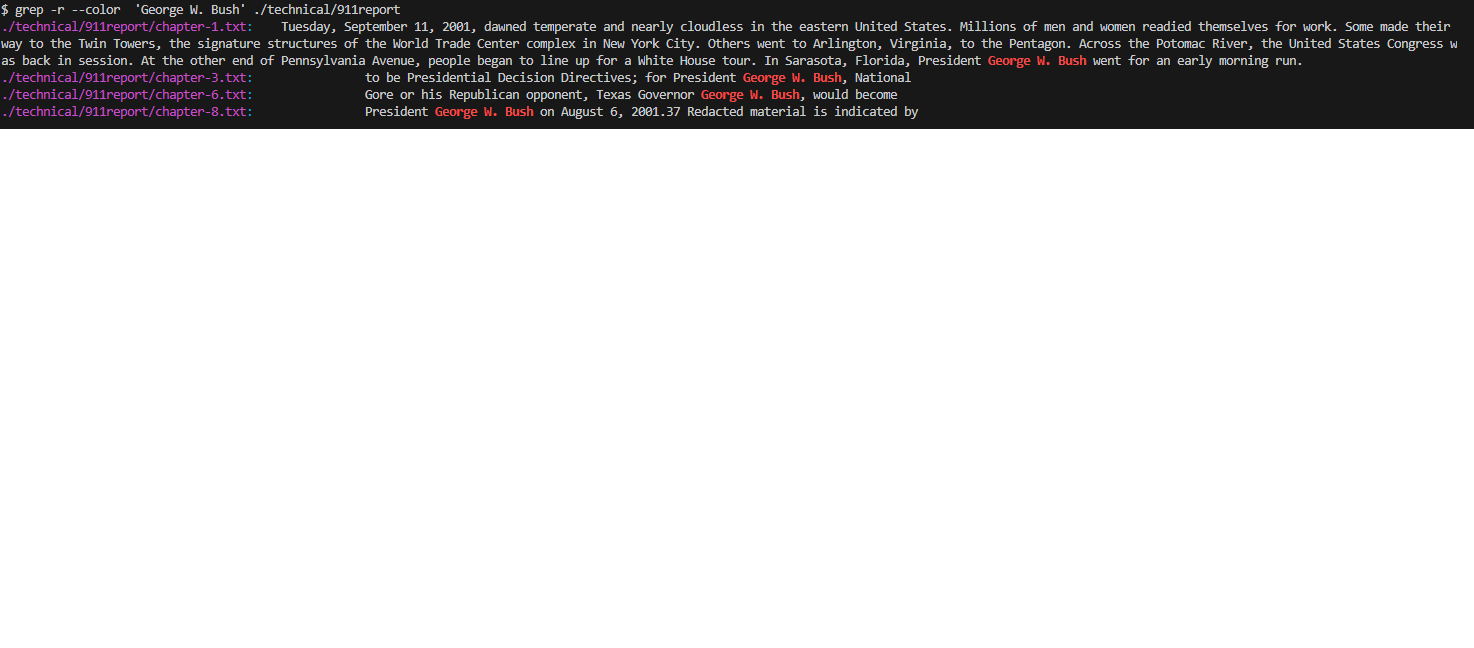 $ grep -r --color  'George W. Bush' ./technical/911report
./technical/911report/chapter-1.txt:    Tuesday, September 11, 2001, dawned temperate and nearly cloudless in the eastern United States. Millions of men and women readied themselves for work. Some made their
way to the Twin Towers, the signature structures of the World Trade Center complex in New York City. Others went to Arlington, Virginia, to the Pentagon. Across the Potomac River, the United States Congress w
as back in session. At the other end of Pennsylvania Avenue, people began to line up for a White House tour. In Sarasota, Florida, President George W. Bush went for an early morning run.
./technical/911report/chapter-3.txt:                to be Presidential Decision Directives; for President George W. Bush, National
./technical/911report/chapter-6.txt:                Gore or his Republican opponent, Texas Governor George W. Bush, would become
./technical/911report/chapter-8.txt:                President George W. Bush on August 6, 2001.37 Redacted material is indicated by